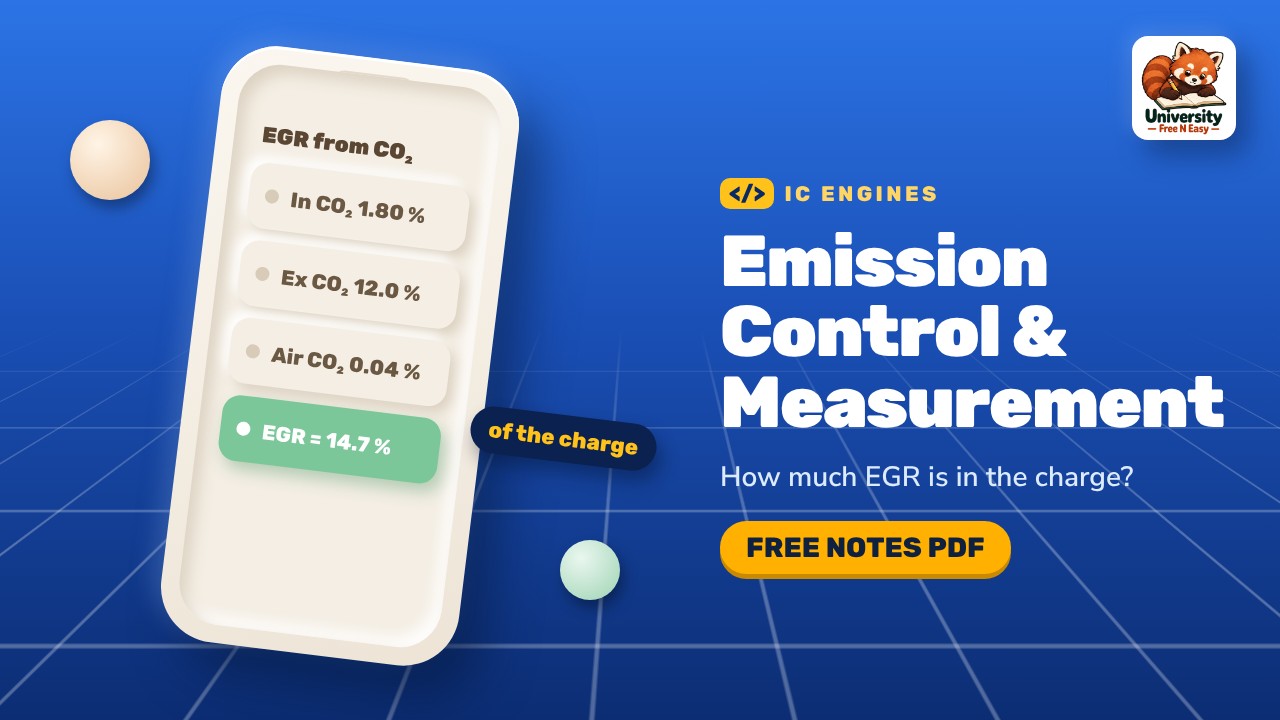 EGR from CO₂
In CO₂ 1.80 %
Ex CO₂ 12.0 %
Air CO₂ 0.04 %
EGR = 14.7 %
of the charge
University
Free N Easy
</> IC ENGINES
Emission
Control &
Measurement
How much EGR is in the charge?
FREE NOTES PDF